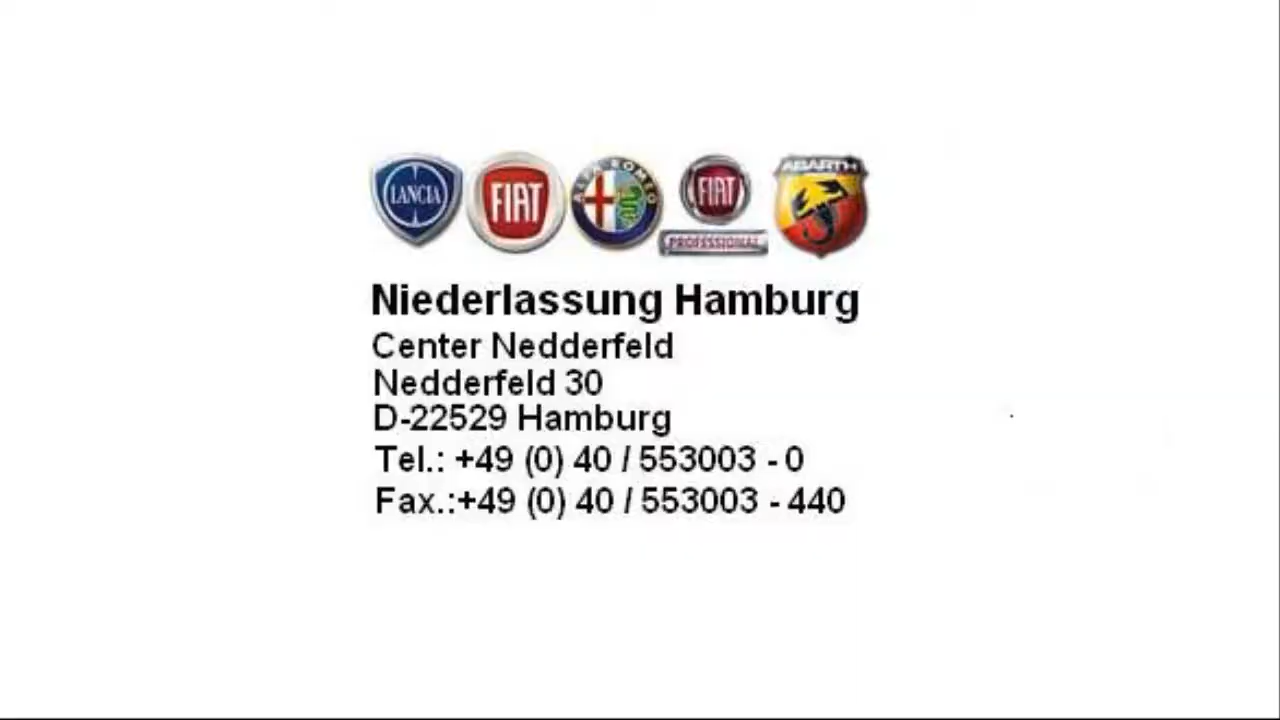 LANCIA FIAT ALFA ROMEO FIAT ABARTH
PROFESSIONAL
Niederlassung Hamburg
Center Nedderfeld
Nedderfeld 30
D-22529 Hamburg
Tel.: +49 (0) 40 / 553003 - 0
Fax.:+49 (0) 40 / 553003 - 440